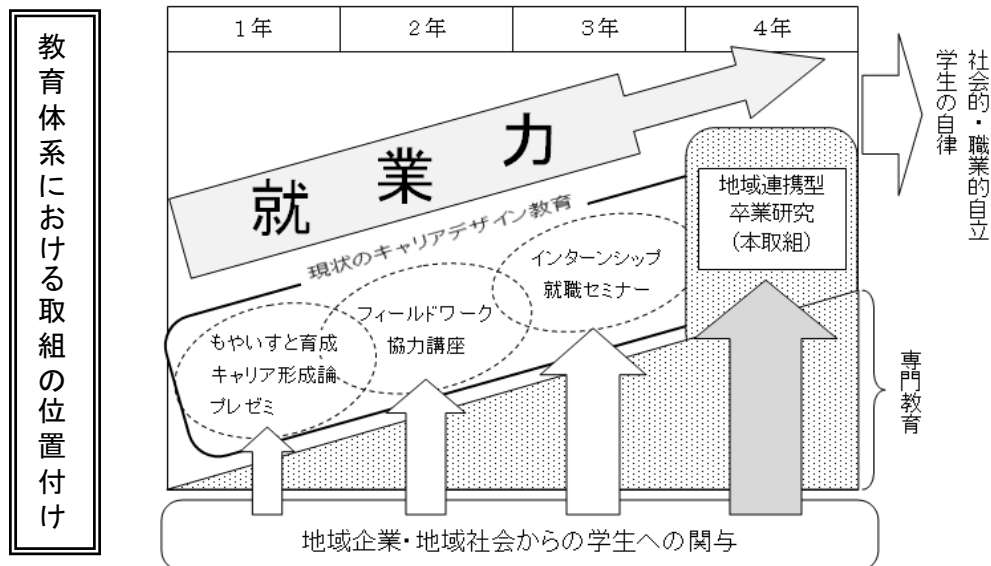 教育体系における取組の位置付け
1年
2年
3年
4年
就業力
社会的・職業的自立
学生の自律
現状のキャリアデザイン教育
もやいすと育成
キャリア形成論
プレゼミ
フィールドワーク
協力講座
インターンシップ
就職セミナー
地域連携型
卒業研究
(本取組)
専門教育
地域企業・地域社会からの学生への関与